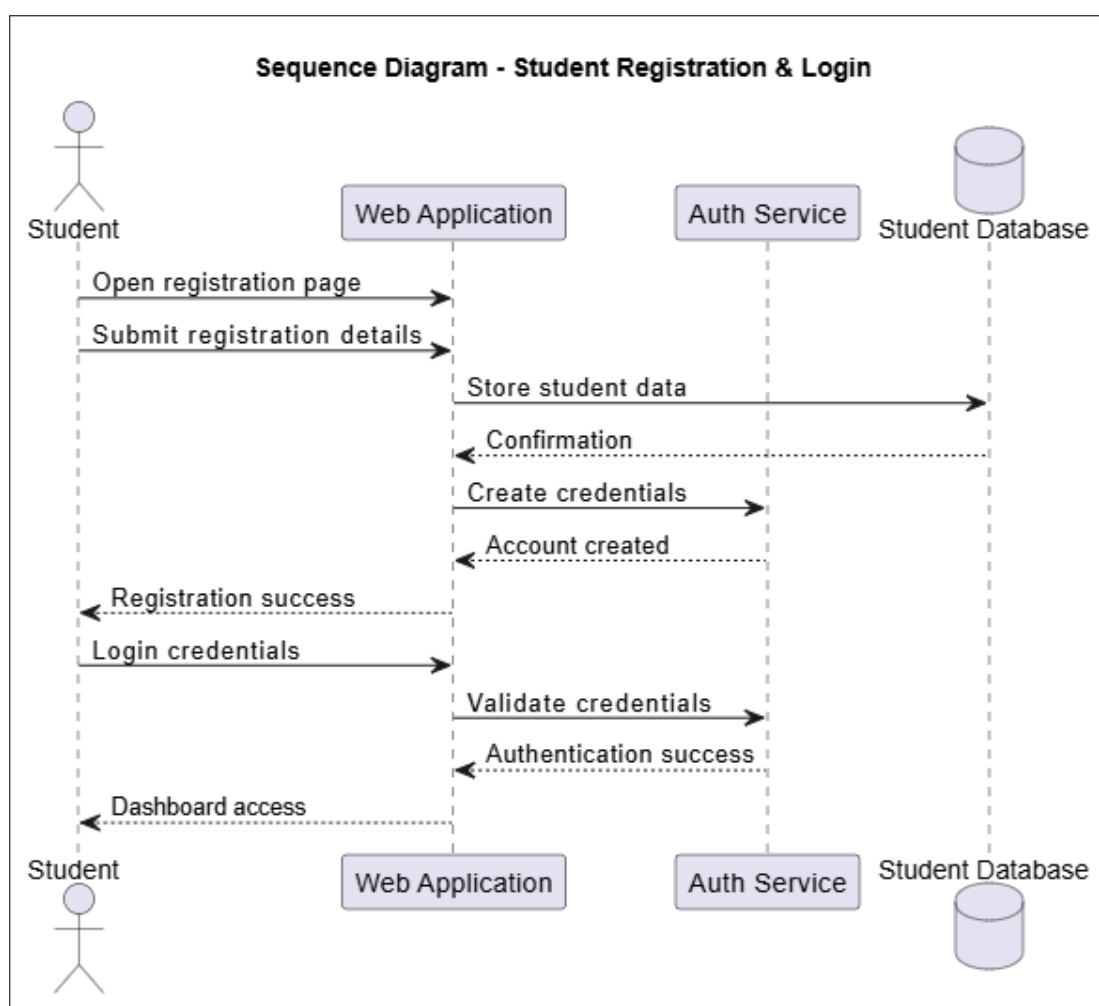 Sequence Diagram - Student Registration & Login
Student
Web Application
Auth Service
Student Database
Open registration page
Submit registration details
Store student data
Confirmation
Create credentials
Account created
Registration success
Login credentials
Validate credentials
Authentication success
Dashboard access
Student
Web Application
Auth Service
Student Database